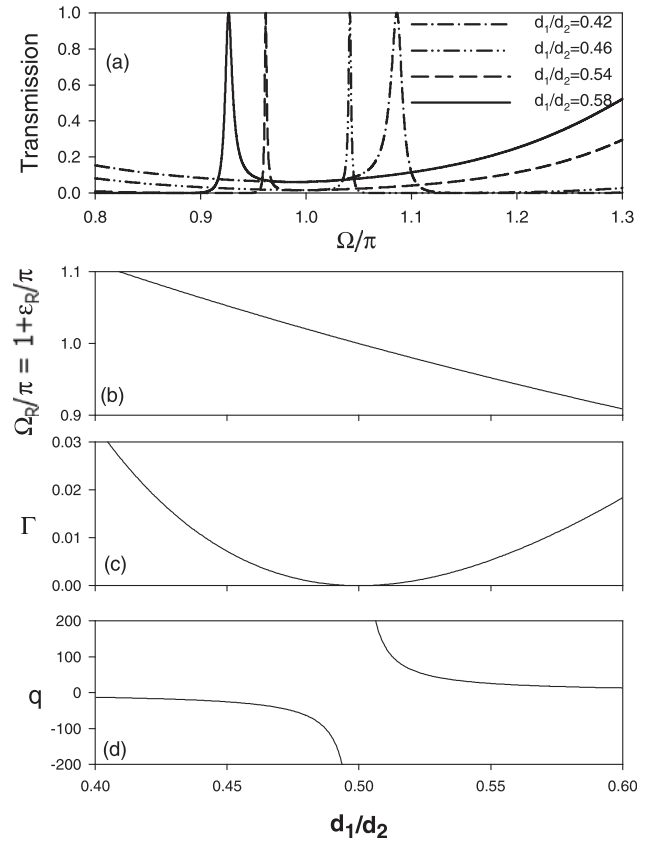 1.0
0.8
0.6
0.4
0.2
0.0
Transmission
(a)
d1/d2=0.42
d1/d2=0.46
d1/d2=0.54
d1/d2=0.58
0.8 0.9 1.0 1.1 1.2 1.3
Ω/π
1.1
1.0
0.9
Ω_R/π = 1+ε_R/π
(b)
0.03
0.02
0.01
0.00
Γ
(c)
200
100
0
-100
-200
q
(d)
0.40 0.45 0.50 0.55 0.60
d1/d2